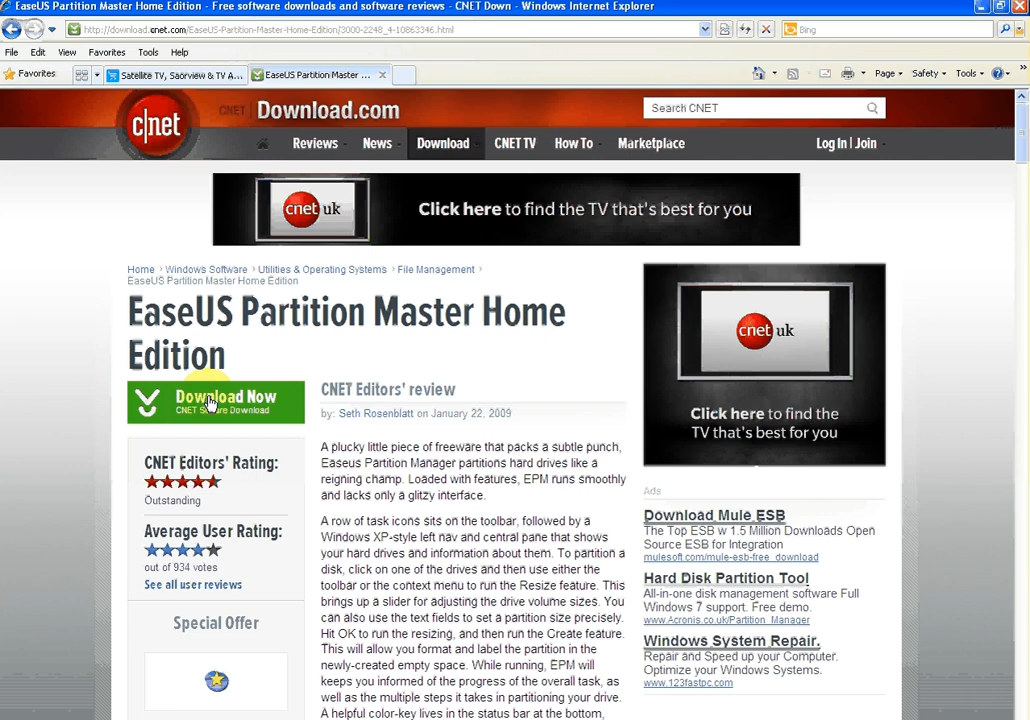 EaseUS Partition Master Home Edition - Free software downloads and software reviews - CNET Down - Windows Internet Explorer
http://download.cnet.com/EaseUS-Partition-Master-Home-Edition/3000-2248_4-10863346.html
Bing
File Edit View Favorites Tools Help
Favorites
Satellite TV, Saorview & TV A...
EaseUS Partition Master ...
Page Safety Tools
c|net
CNET Download.com
Search CNET
Reviews News Download CNET TV How To Marketplace Log In | Join
cnet uk Click here to find the TV that's best for you
Home › Windows Software › Utilities & Operating Systems › File Management ›
EaseUS Partition Master Home Edition
EaseUS Partition Master Home
Edition
Download Now
CNET Secure Download
CNET Editors' Rating:
Outstanding
Average User Rating:
out of 934 votes
See all user reviews
Special Offer
CNET Editors' review
by: Seth Rosenblatt on January 22, 2009
A plucky little piece of freeware that packs a subtle punch,
Easeus Partition Manager partitions hard drives like a
reigning champ. Loaded with features, EPM runs smoothly
and lacks only a glitzy interface.
A row of task icons sits on the toolbar, followed by a
Windows XP-style left nav and central pane that shows
your hard drives and information about them. To partition a
disk, click on one of the drives and then use either the
toolbar or the context menu to run the Resize feature. This
brings up a slider for adjusting the drive volume sizes. You
can also use the text fields to set a partition size precisely.
Hit OK to run the resizing, and then run the Create feature.
This will allow you format and label the partition in the
newly-created empty space. While running, EPM will
keeps you informed of the progress of the overall task, as
well as the multiple steps it takes in partitioning your drive.
A helpful color-key lives in the status bar at the bottom,
cnet uk
Click here to find the
TV that's best for you
Ads
Download Mule ESB
The Top ESB w 1.5 Million Downloads Open
Source ESB for Integration
mulesoft.com/mule-esb-free_download
Hard Disk Partition Tool
All-in-one disk management software Full
Windows 7 support. Free demo.
www.Acronis.co.uk/Partition_Manager
Windows System Repair.
Repair and Speed up your Computer.
Optimize your Windows Systems.
www.123fastpc.com